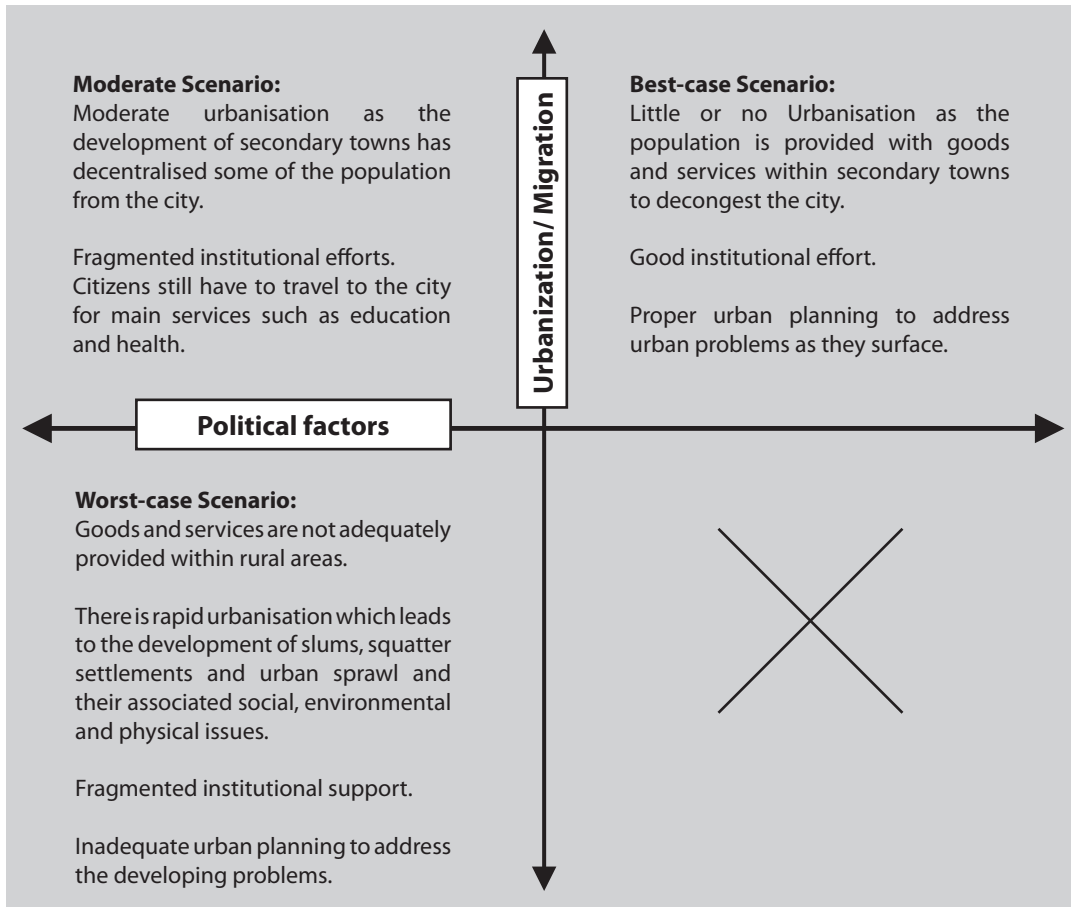 Moderate Scenario:
Moderate urbanisation as the
development of secondary towns has
decentralised some of the population
from the city.
Fragmented institutional efforts.
Citizens still have to travel to the city
for main services such as education
and health.
Urbanization/ Migration
Best-case Scenario:
Little or no Urbanisation as the
population is provided with goods
and services within secondary towns
to decongest the city.
Good institutional effort.
Proper urban planning to address
urban problems as they surface.
Political factors
Worst-case Scenario:
Goods and services are not adequately
provided within rural areas.
There is rapid urbanisation which leads
to the development of slums, squatter
settlements and urban sprawl and
their associated social, environmental
and physical issues.
Fragmented institutional support.
Inadequate urban planning to address
the developing problems.